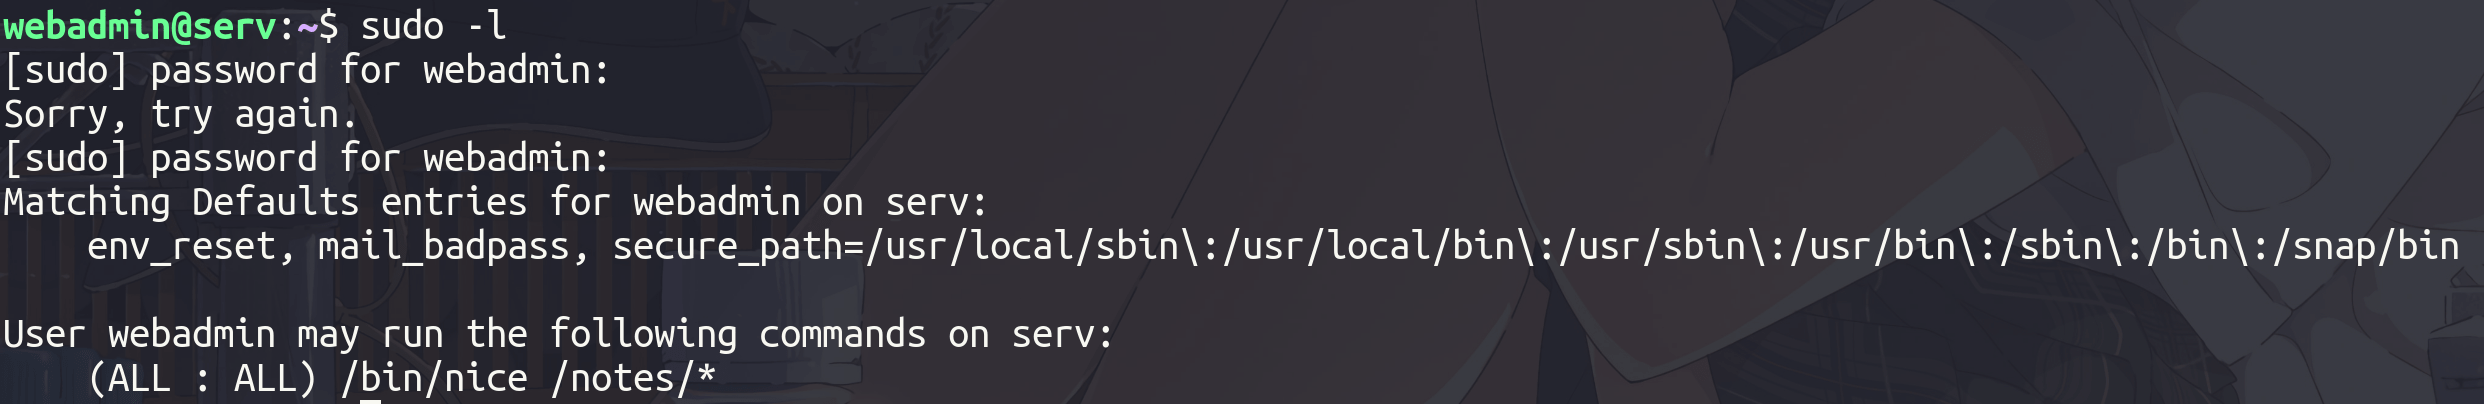 webadmin@serv:~$ sudo -l
[sudo] password for webadmin:
Sorry, try again.
[sudo] password for webadmin:
Matching Defaults entries for webadmin on serv:
    env_reset, mail_badpass, secure_path=/usr/local/sbin\:/usr/local/bin\:/usr/sbin\:/usr/bin\:/sbin\:/bin\:/snap/bin

User webadmin may run the following commands on serv:
    (ALL : ALL) /bin/nice /notes/*